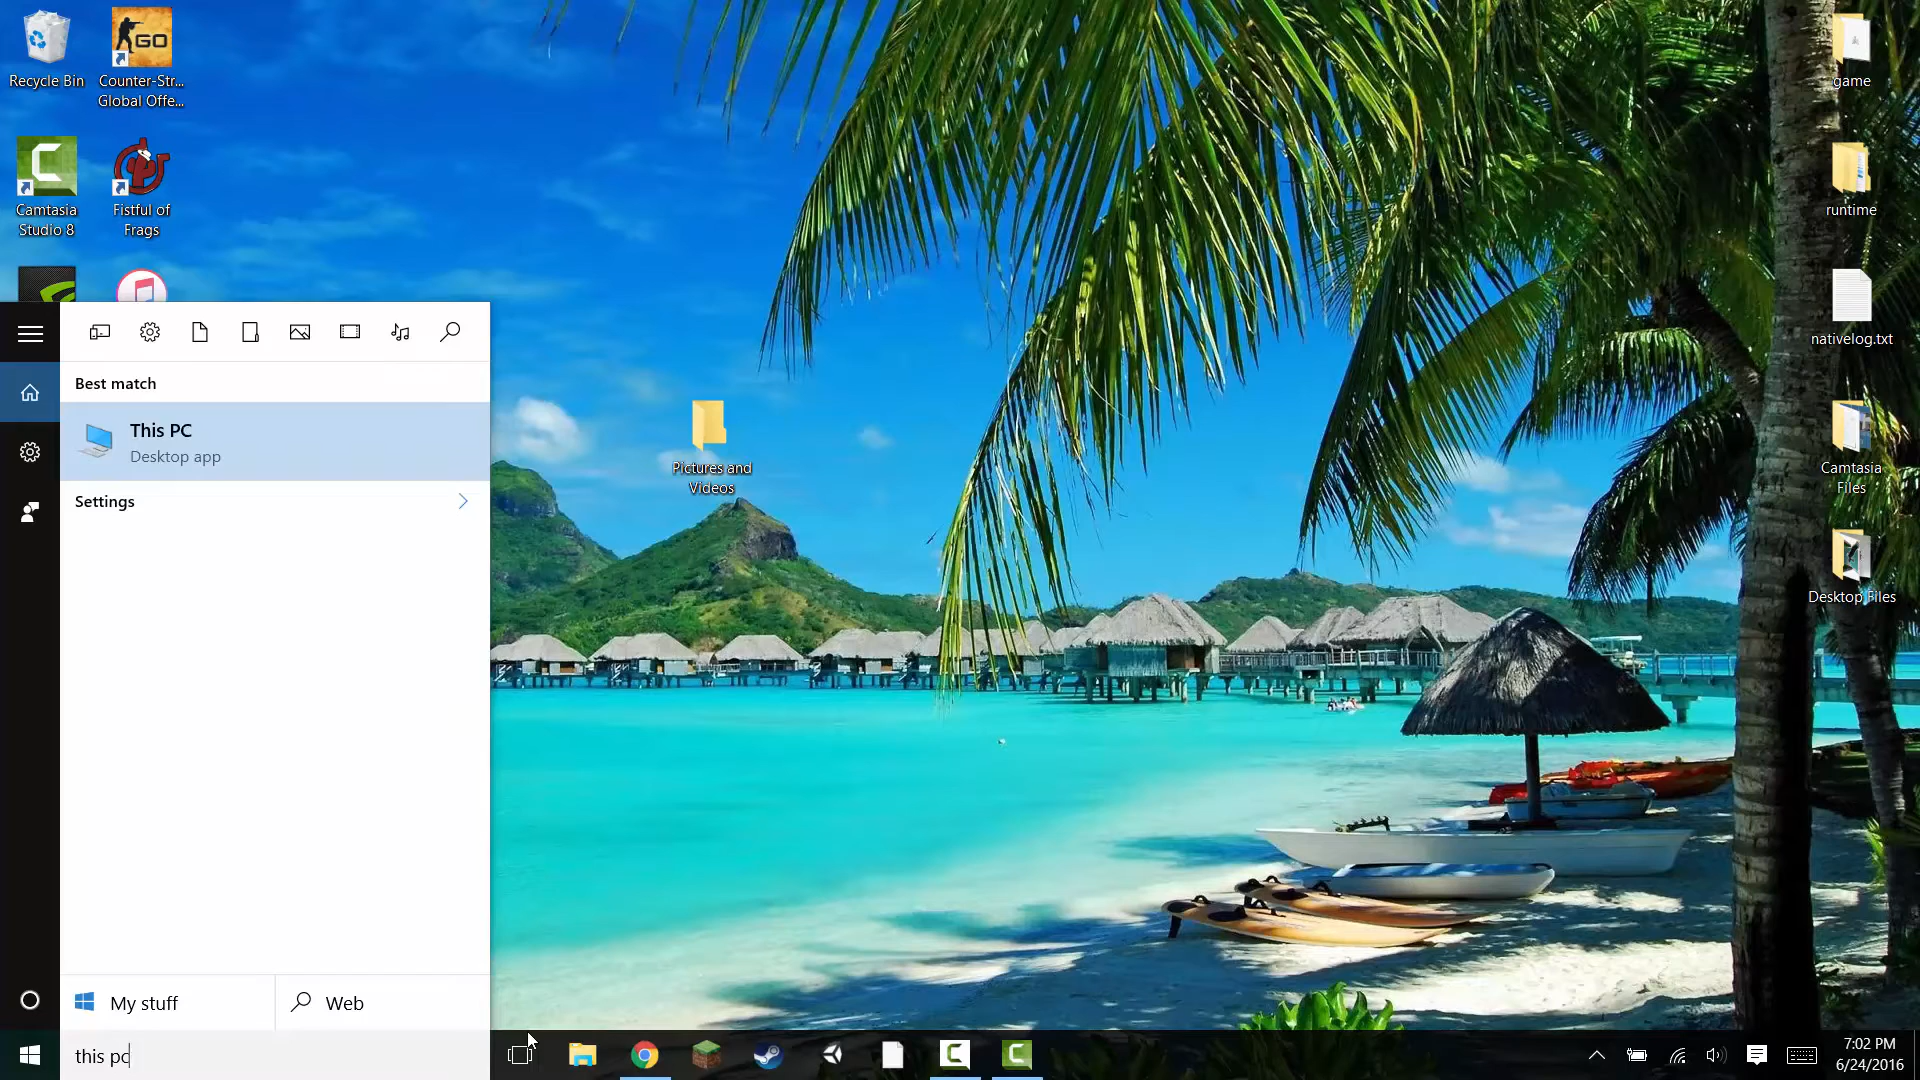 Recycle Bin
Counter-Str...
Global Offe...
GO
Camtasia
Studio 8
Fistful of
Frags
Best match
This PC
Desktop app
Settings
My stuff
Web
this pc
Pictures and
Videos
game
runtime
nativelog.txt
Camtasia
Files
Desktop Files
7:02 PM
6/24/2016